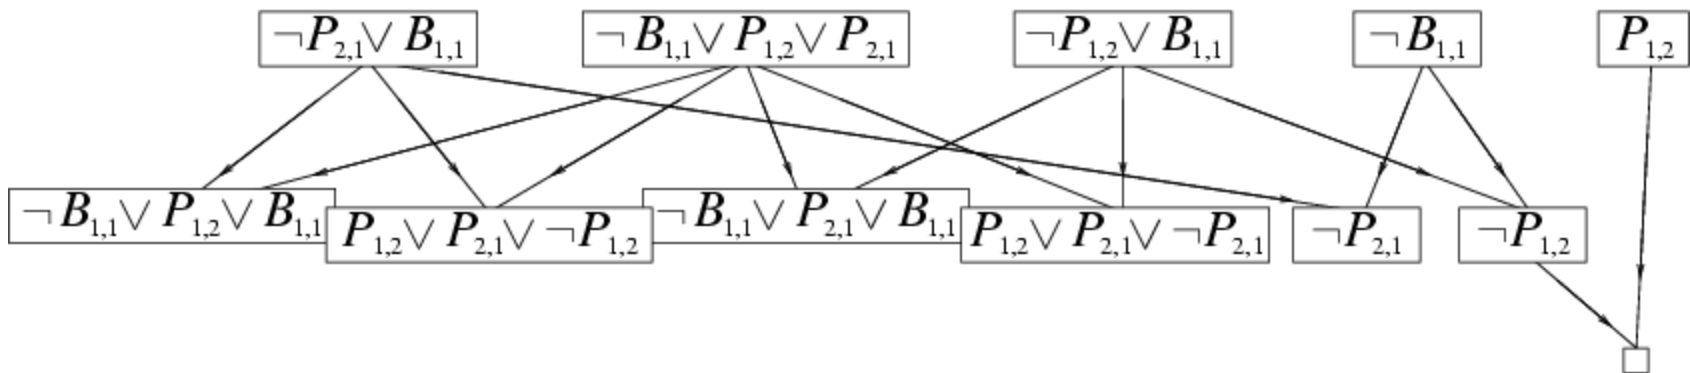 ¬P2,1 ∨ B1,1
¬B1,1 ∨ P1,2 ∨ P2,1
¬P1,2 ∨ B1,1
¬B1,1
P1,2
¬B1,1 ∨ P1,2 ∨ B1,1
P1,2 ∨ P2,1 ∨ ¬P1,2
¬B1,1 ∨ P2,1 ∨ B1,1
P1,2 ∨ P2,1 ∨ ¬P2,1
¬P2,1
¬P1,2